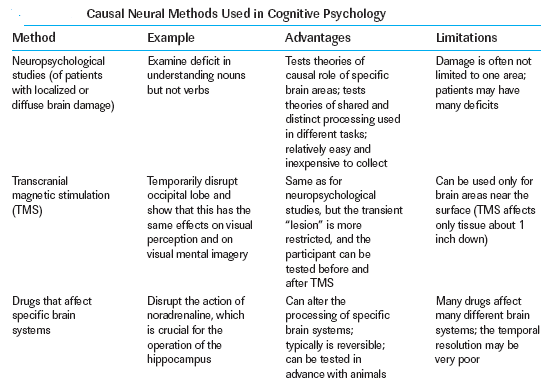 Causal Neural Methods Used in Cognitive Psychology
Method Example Advantages Limitations
Neuropsychological Examine deficit in Tests theories of Damage is often not
studies (of patients understanding nouns causal role of specific limited to one area;
with localized or but not verbs brain areas; tests patients may have
diffuse brain damage) theories of shared and many deficits
distinct processing used
in different tasks;
relatively easy and
inexpensive to collect
Transcranial Temporarily disrupt Same as for Can be used only for
magnetic stimulation occipital lobe and neuropsychological brain areas near the
(TMS) show that this has the studies, but the transient surface (TMS affects
same effects on visual "lesion" is more only tissue about 1
perception and on restricted, and the inch down)
visual mental imagery participant can be
tested before and
after TMS
Drugs that affect Disrupt the action of Can alter the Many drugs affect
specific brain noradrenaline, which processing of specific many different brain
systems is crucial for the brain systems; systems; the temporal
operation of the typically is reversible; resolution may be
hippocampus can be tested in very poor
advance with animals